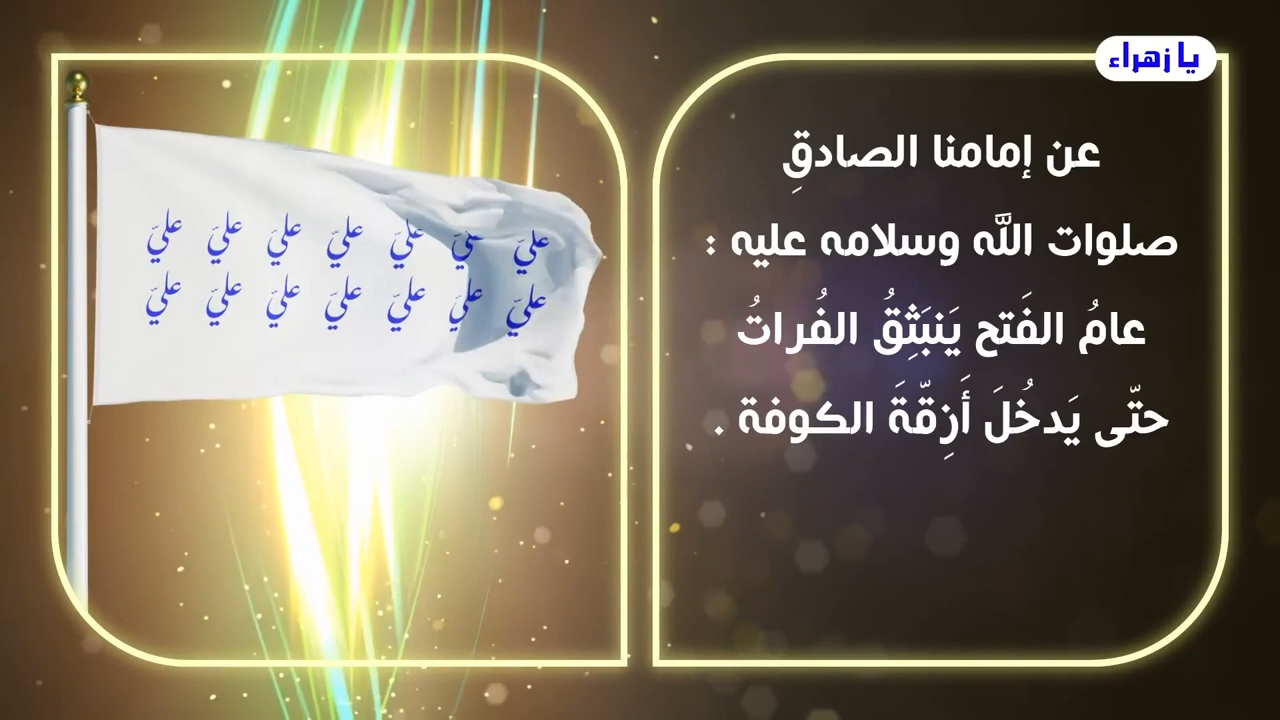 يا زهراء
عن إمامنا الصادقِ
صلوات اللَّه وسلامه عليه :
عامُ الفَتح يَنبَثِقُ الفُراتُ
حتّى يَدخُلَ أَزِقّةَ الكوفة .
عليّ عليّ عليّ عليّ عليّ عليّ عليّ
عليّ عليّ عليّ عليّ عليّ عليّ عليّ